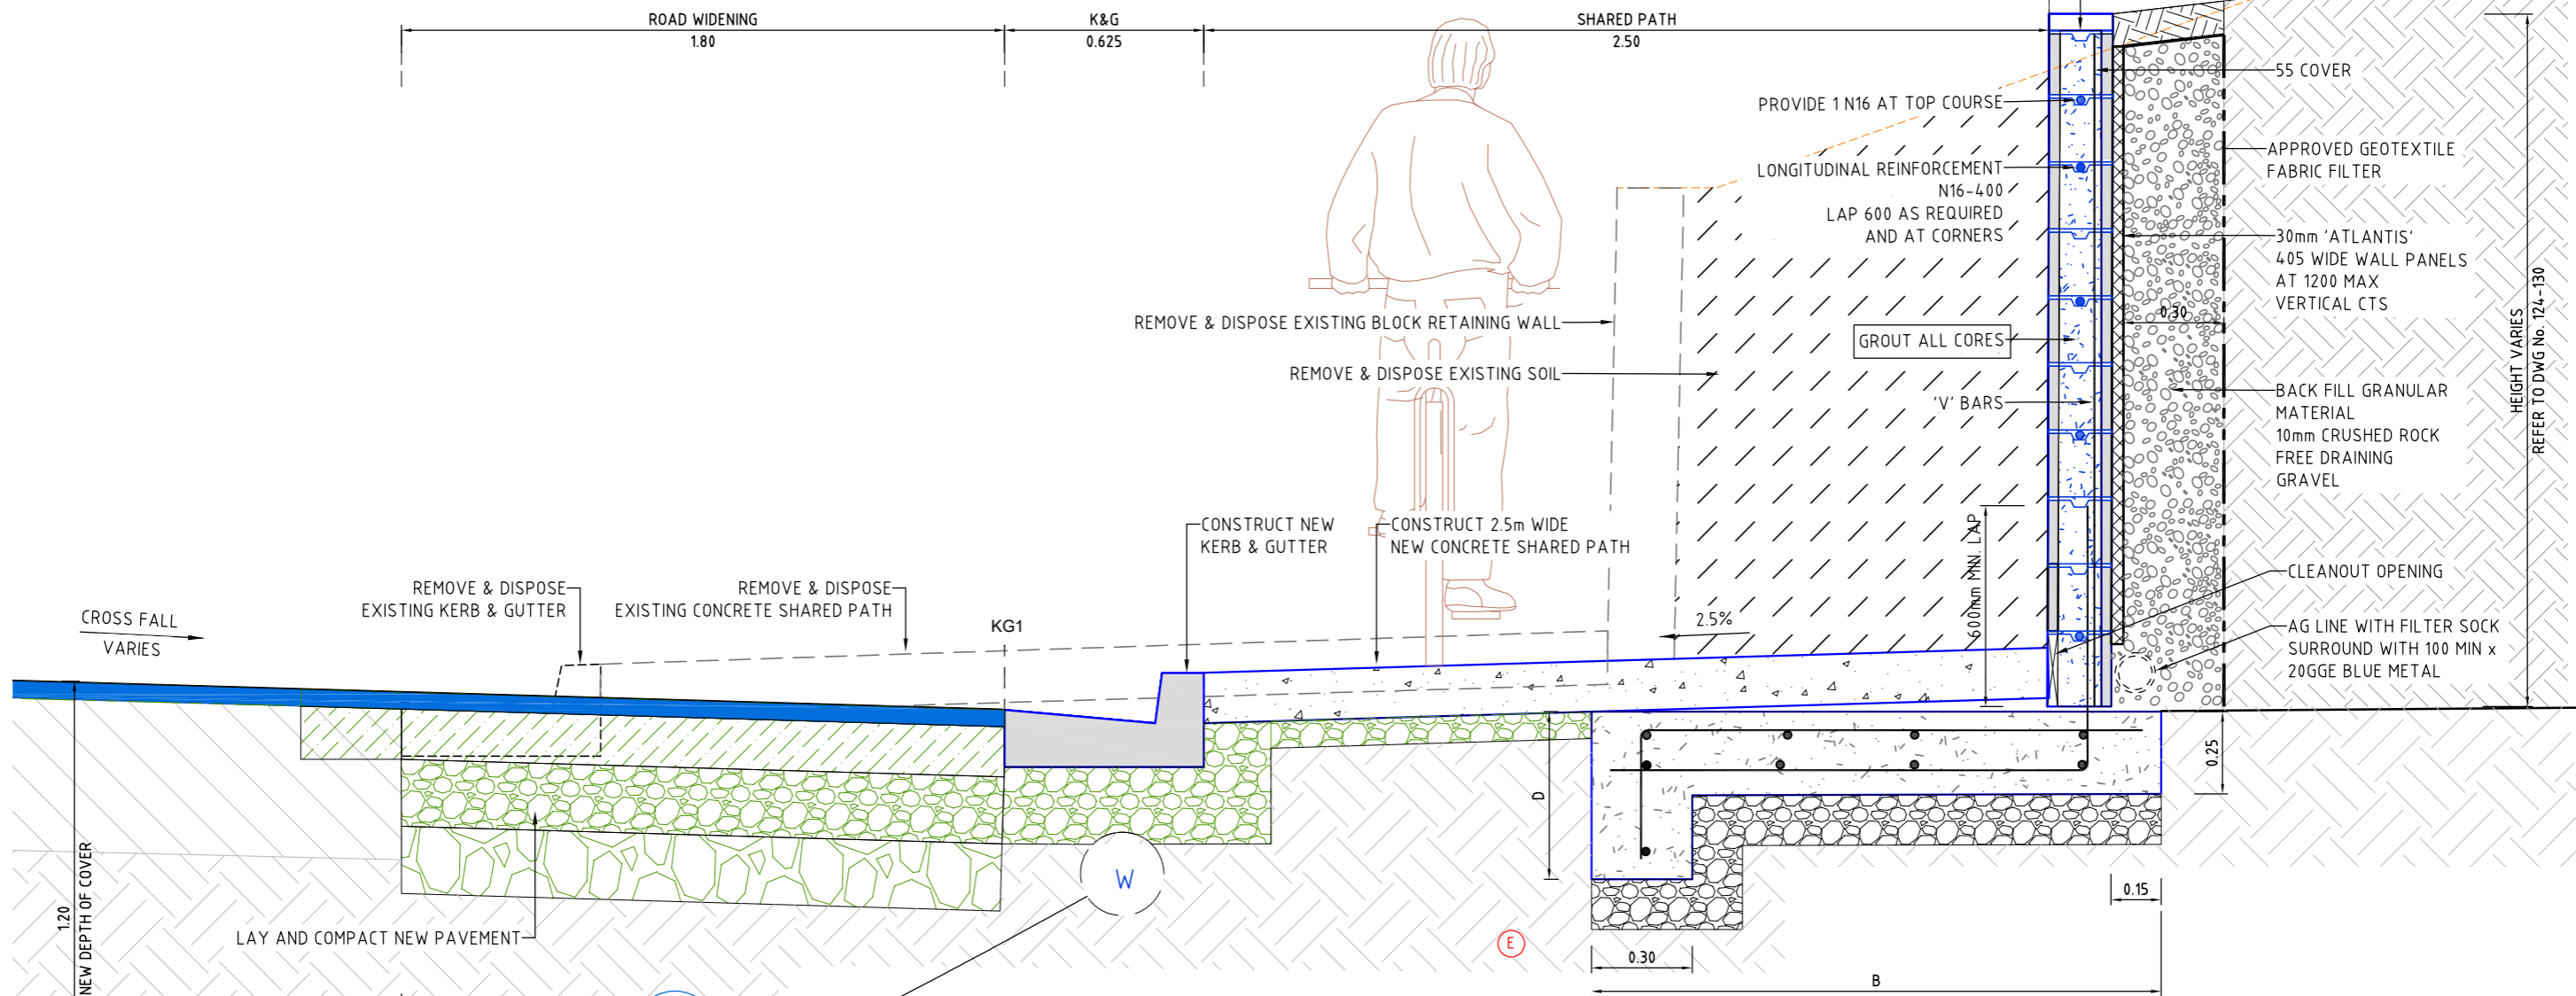 ROAD WIDENING
1.80
K&G
0.625
SHARED PATH
2.50
55 COVER
PROVIDE 1 N16 AT TOP COURSE
LONGITUDINAL REINFORCEMENT
N16-400
LAP 600 AS REQUIRED
AND AT CORNERS
APPROVED GEOTEXTILE
FABRIC FILTER
30mm 'ATLANTIS'
405 WIDE WALL PANELS
AT 1200 MAX
VERTICAL CTS
0.30
HEIGHT VARIES
REFER TO DWG No. 124-130
REMOVE & DISPOSE EXISTING BLOCK RETAINING WALL
GROUT ALL CORES
REMOVE & DISPOSE EXISTING SOIL
'V' BARS
BACK FILL GRANULAR
MATERIAL
10mm CRUSHED ROCK
FREE DRAINING
GRAVEL
CONSTRUCT NEW
KERB & GUTTER
CONSTRUCT 2.5m WIDE
NEW CONCRETE SHARED PATH
600mm MIN. LAP
CLEANOUT OPENING
REMOVE & DISPOSE
EXISTING KERB & GUTTER
REMOVE & DISPOSE
EXISTING CONCRETE SHARED PATH
CROSS FALL
VARIES
KG1
2.5%
AG LINE WITH FILTER SOCK
SURROUND WITH 100 MIN x
20GGE BLUE METAL
D
0.25
W
1.20
NEW DEPTH OF COVER
LAY AND COMPACT NEW PAVEMENT
E
0.15
0.30
B